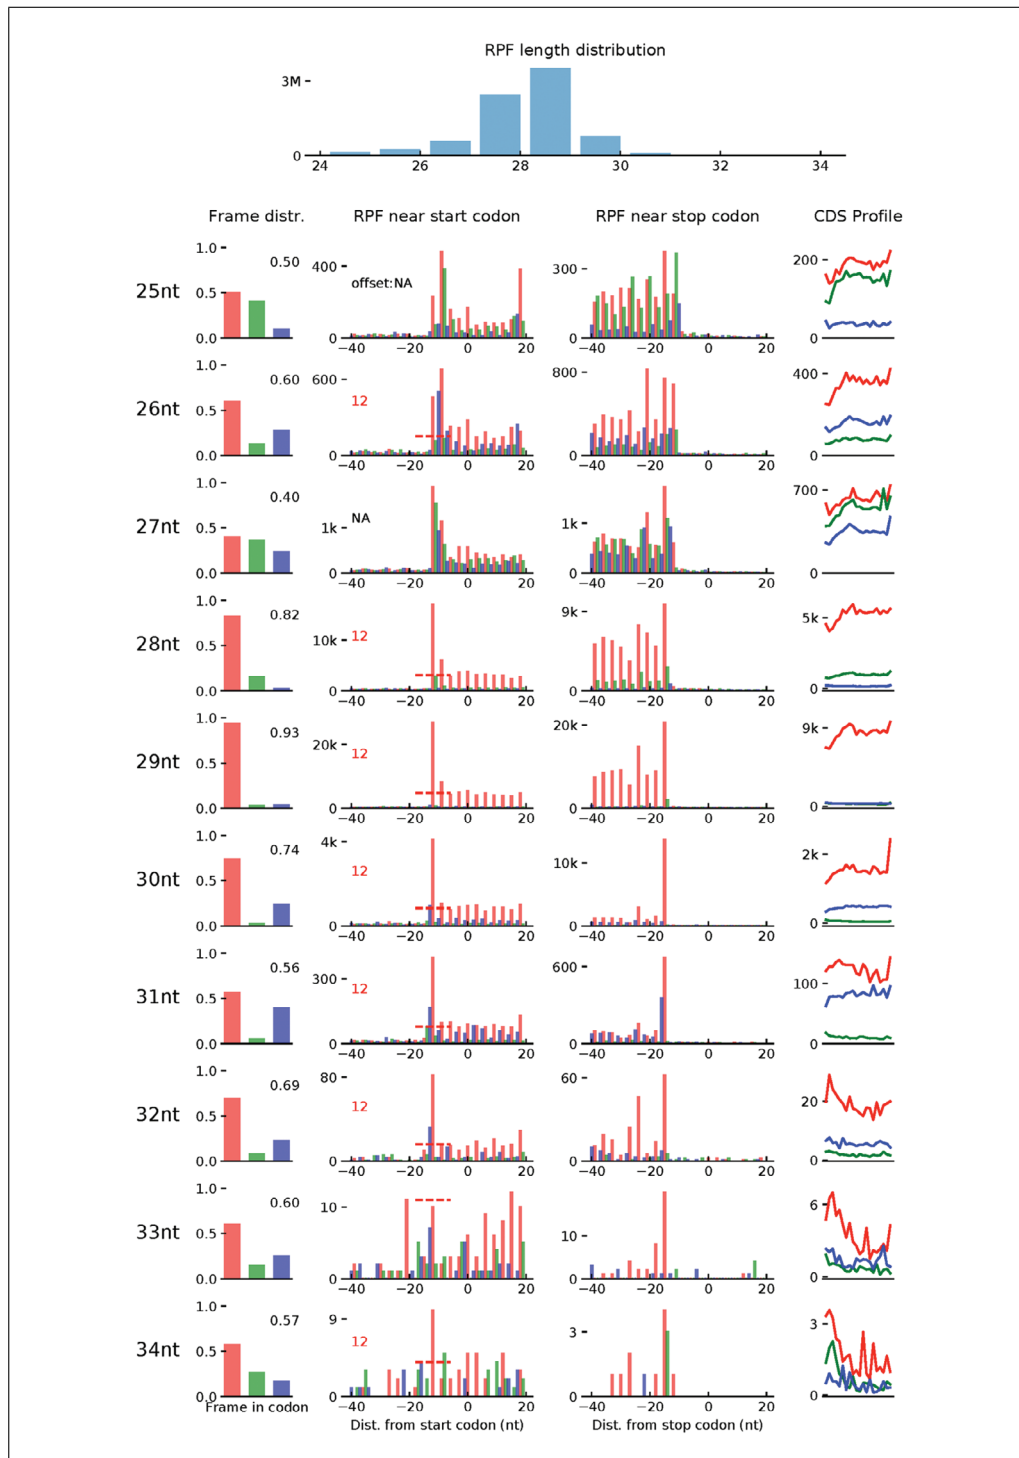 RPF length distribution
3M
0
24 26 28 30 32 34
Frame distr. RPF near start codon RPF near stop codon CDS Profile
25nt 1.0 0.5 0.0 0.50 400 0 offset:NA −40 −20 0 20 300 0 −40 −20 0 20 200 0
26nt 1.0 0.5 0.0 0.60 600 0 12 −40 −20 0 20 800 0 −40 −20 0 20 400 0
27nt 1.0 0.5 0.0 0.40 1k 0 NA −40 −20 0 20 1k 0 −40 −20 0 20 700 0
28nt 1.0 0.5 0.0 0.82 10k 0 12 −40 −20 0 20 9k 0 −40 −20 0 20 5k 0
29nt 1.0 0.5 0.0 0.93 20k 0 12 −40 −20 0 20 20k 0 −40 −20 0 20 9k 0
30nt 1.0 0.5 0.0 0.74 4k 0 12 −40 −20 0 20 10k 0 −40 −20 0 20 2k 0
31nt 1.0 0.5 0.0 0.56 300 0 12 −40 −20 0 20 600 0 −40 −20 0 20 100 0
32nt 1.0 0.5 0.0 0.69 80 0 12 −40 −20 0 20 60 0 −40 −20 0 20 20 0
33nt 1.0 0.5 0.0 0.60 10 0 −40 −20 0 20 10 0 −40 −20 0 20 6 0
34nt 1.0 0.5 0.0 0.57 9 0 12 −40 −20 0 20 3 0 −40 −20 0 20 3 0
Frame in codon Dist. from start codon (nt) Dist. from stop codon (nt)